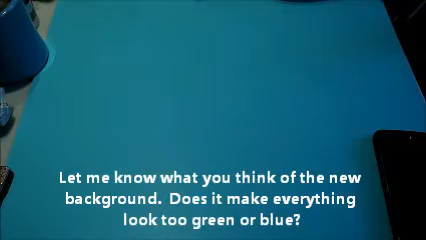 Let me know what you think of the new
background.  Does it make everything
look too green or blue?